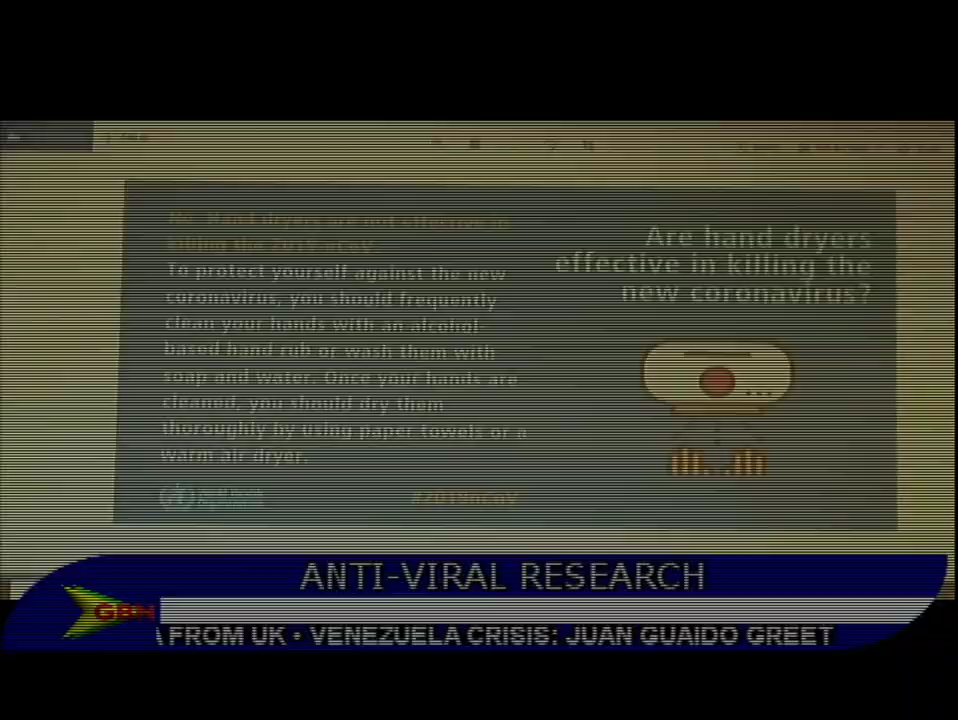 No. Hand dryers are not effective in
killing the 2019-nCoV
To protect yourself against the new
coronavirus, you should frequently
clean your hands with an alcohol-
based hand rub or wash them with
soap and water. Once your hands are
cleaned, you should dry them
thoroughly by using paper towels or a
warm air dryer.
#2019nCoV
Are hand dryers
effective in killing the
new coronavirus?
ANTI-VIRAL RESEARCH
GBN
FROM UK • VENEZUELA CRISIS: JUAN GUAIDO GREET